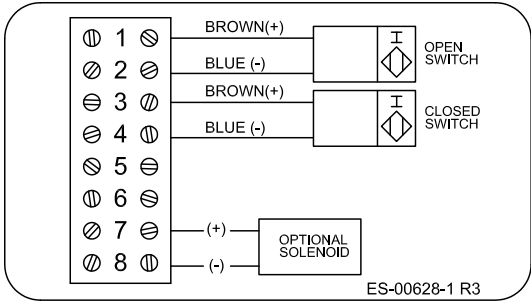 1 BROWN(+)
I
OPEN
SWITCH
2 BLUE (-)
3 BROWN(+)
I
CLOSED
SWITCH
4 BLUE (-)
5
6
7 (+)
OPTIONAL
SOLENOID
8 (-)
ES-00628-1 R3